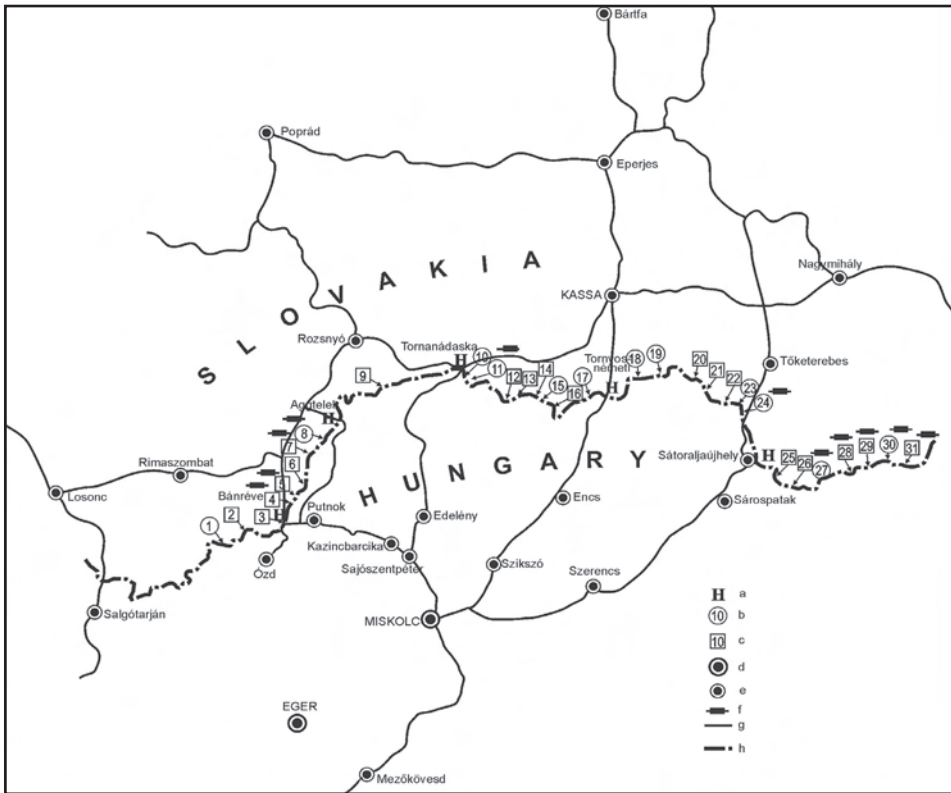 Bártfa
Poprád
Eperjes
Nagymihály
SLOVAKIA
KASSA
Rozsnyó
Tornanádaska
10
11
9
12
13
14
15
16
17
Tornyos
németi
18
19
20
21
22
23
24
Tőketerebes
Aggtelek
8
7
6
5
4
Rimaszombat
Losonc
Bánréve
3
2
1
Putnok
HUNGARY
Sátoraljaújhely
25
26
27
28
29
30
31
Sárospatak
Encs
Edelény
Kazincbarcika
Sajószentpéter
Ózd
Szikszó
Szerencs
Salgótarján
MISKOLC
EGER
Mezőkövesd
H a
10 b
10 c
d
e
f
g
h
H
H
H
H
H